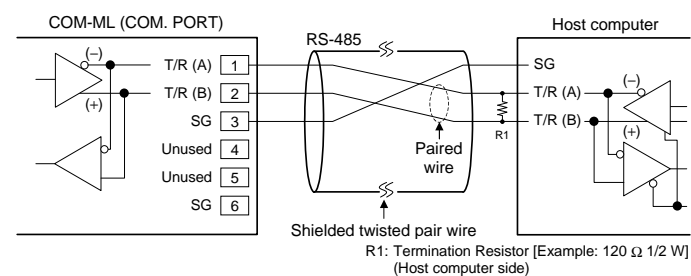 COM-ML (COM. PORT)
Host computer
RS-485
(−)
T/R (A) 1
T/R (B) 2
(+)
SG 3
Unused 4
Unused 5
SG 6
SG
T/R (A)
(−)
T/R (B)
(+)
R1
Paired
wire
Shielded twisted pair wire
R1: Termination Resistor [Example: 120 Ω 1/2 W]
(Host computer side)